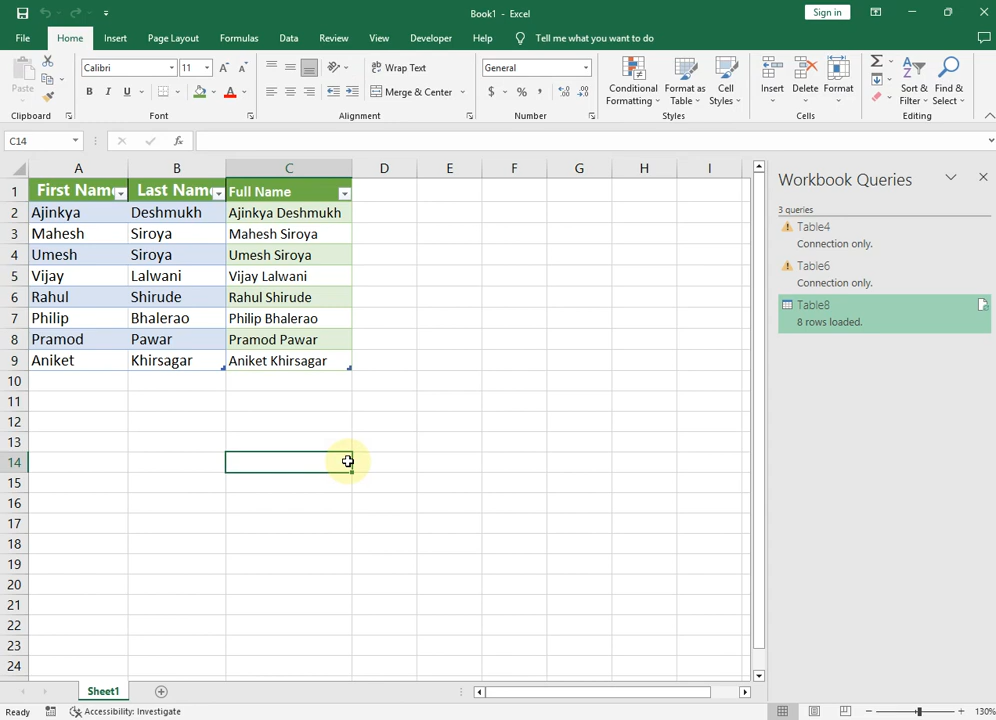 Book1 - Excel
Sign in
File Home Insert Page Layout Formulas Data Review View Developer Help Tell me what you want to do
Paste
Calibri 11
B I U
Wrap Text
Merge & Center
General
$ % ,
Conditional Formatting
Format as Table
Cell Styles
Insert Delete Format
Sort & Filter
Find & Select
Clipboard Font Alignment Number Styles Cells Editing
C14 fx
A B C D E F G H I
1 First Name Last Name Full Name
2 Ajinkya Deshmukh Ajinkya Deshmukh
3 Mahesh Siroya Mahesh Siroya
4 Umesh Siroya Umesh Siroya
5 Vijay Lalwani Vijay Lalwani
6 Rahul Shirude Rahul Shirude
7 Philip Bhalerao Philip Bhalerao
8 Pramod Pawar Pramod Pawar
9 Aniket Khirsagar Aniket Khirsagar
10
11
12
13
14
15
16
17
18
19
20
21
22
23
24
Workbook Queries
3 queries
Table4
Connection only.
Table6
Connection only.
Table8
8 rows loaded.
Sheet1
Ready Accessibility: Investigate 130%